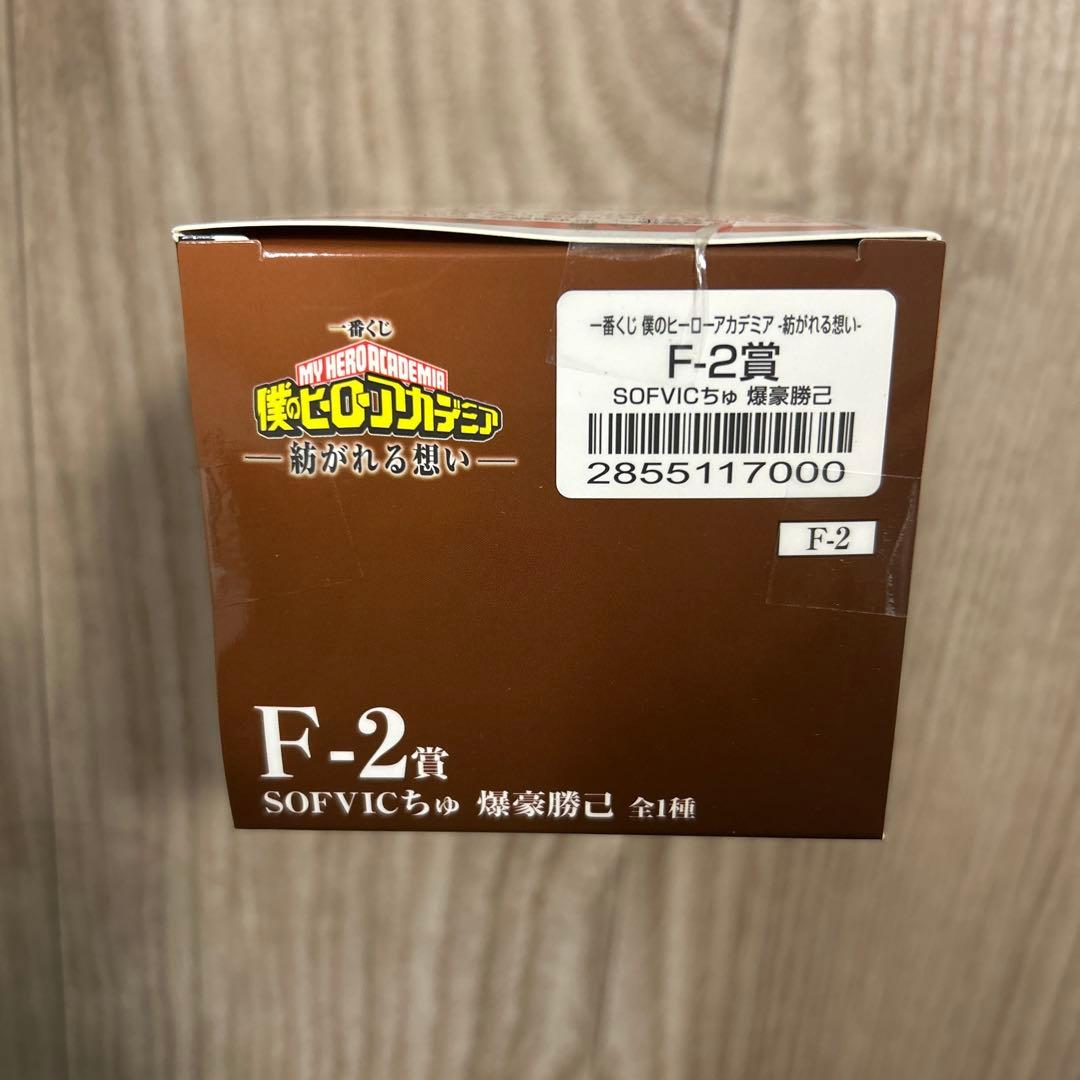 一番くじ
MY HERO ACADEMIA
僕のヒーローアカデミア
―紡がれる想い―
一番くじ 僕のヒーローアカデミア -紡がれる想い-
F-2賞
SOFVICちゅ 爆豪勝己
2855117000
F-2
F-2賞
SOFVICちゅ 爆豪勝己 全1種